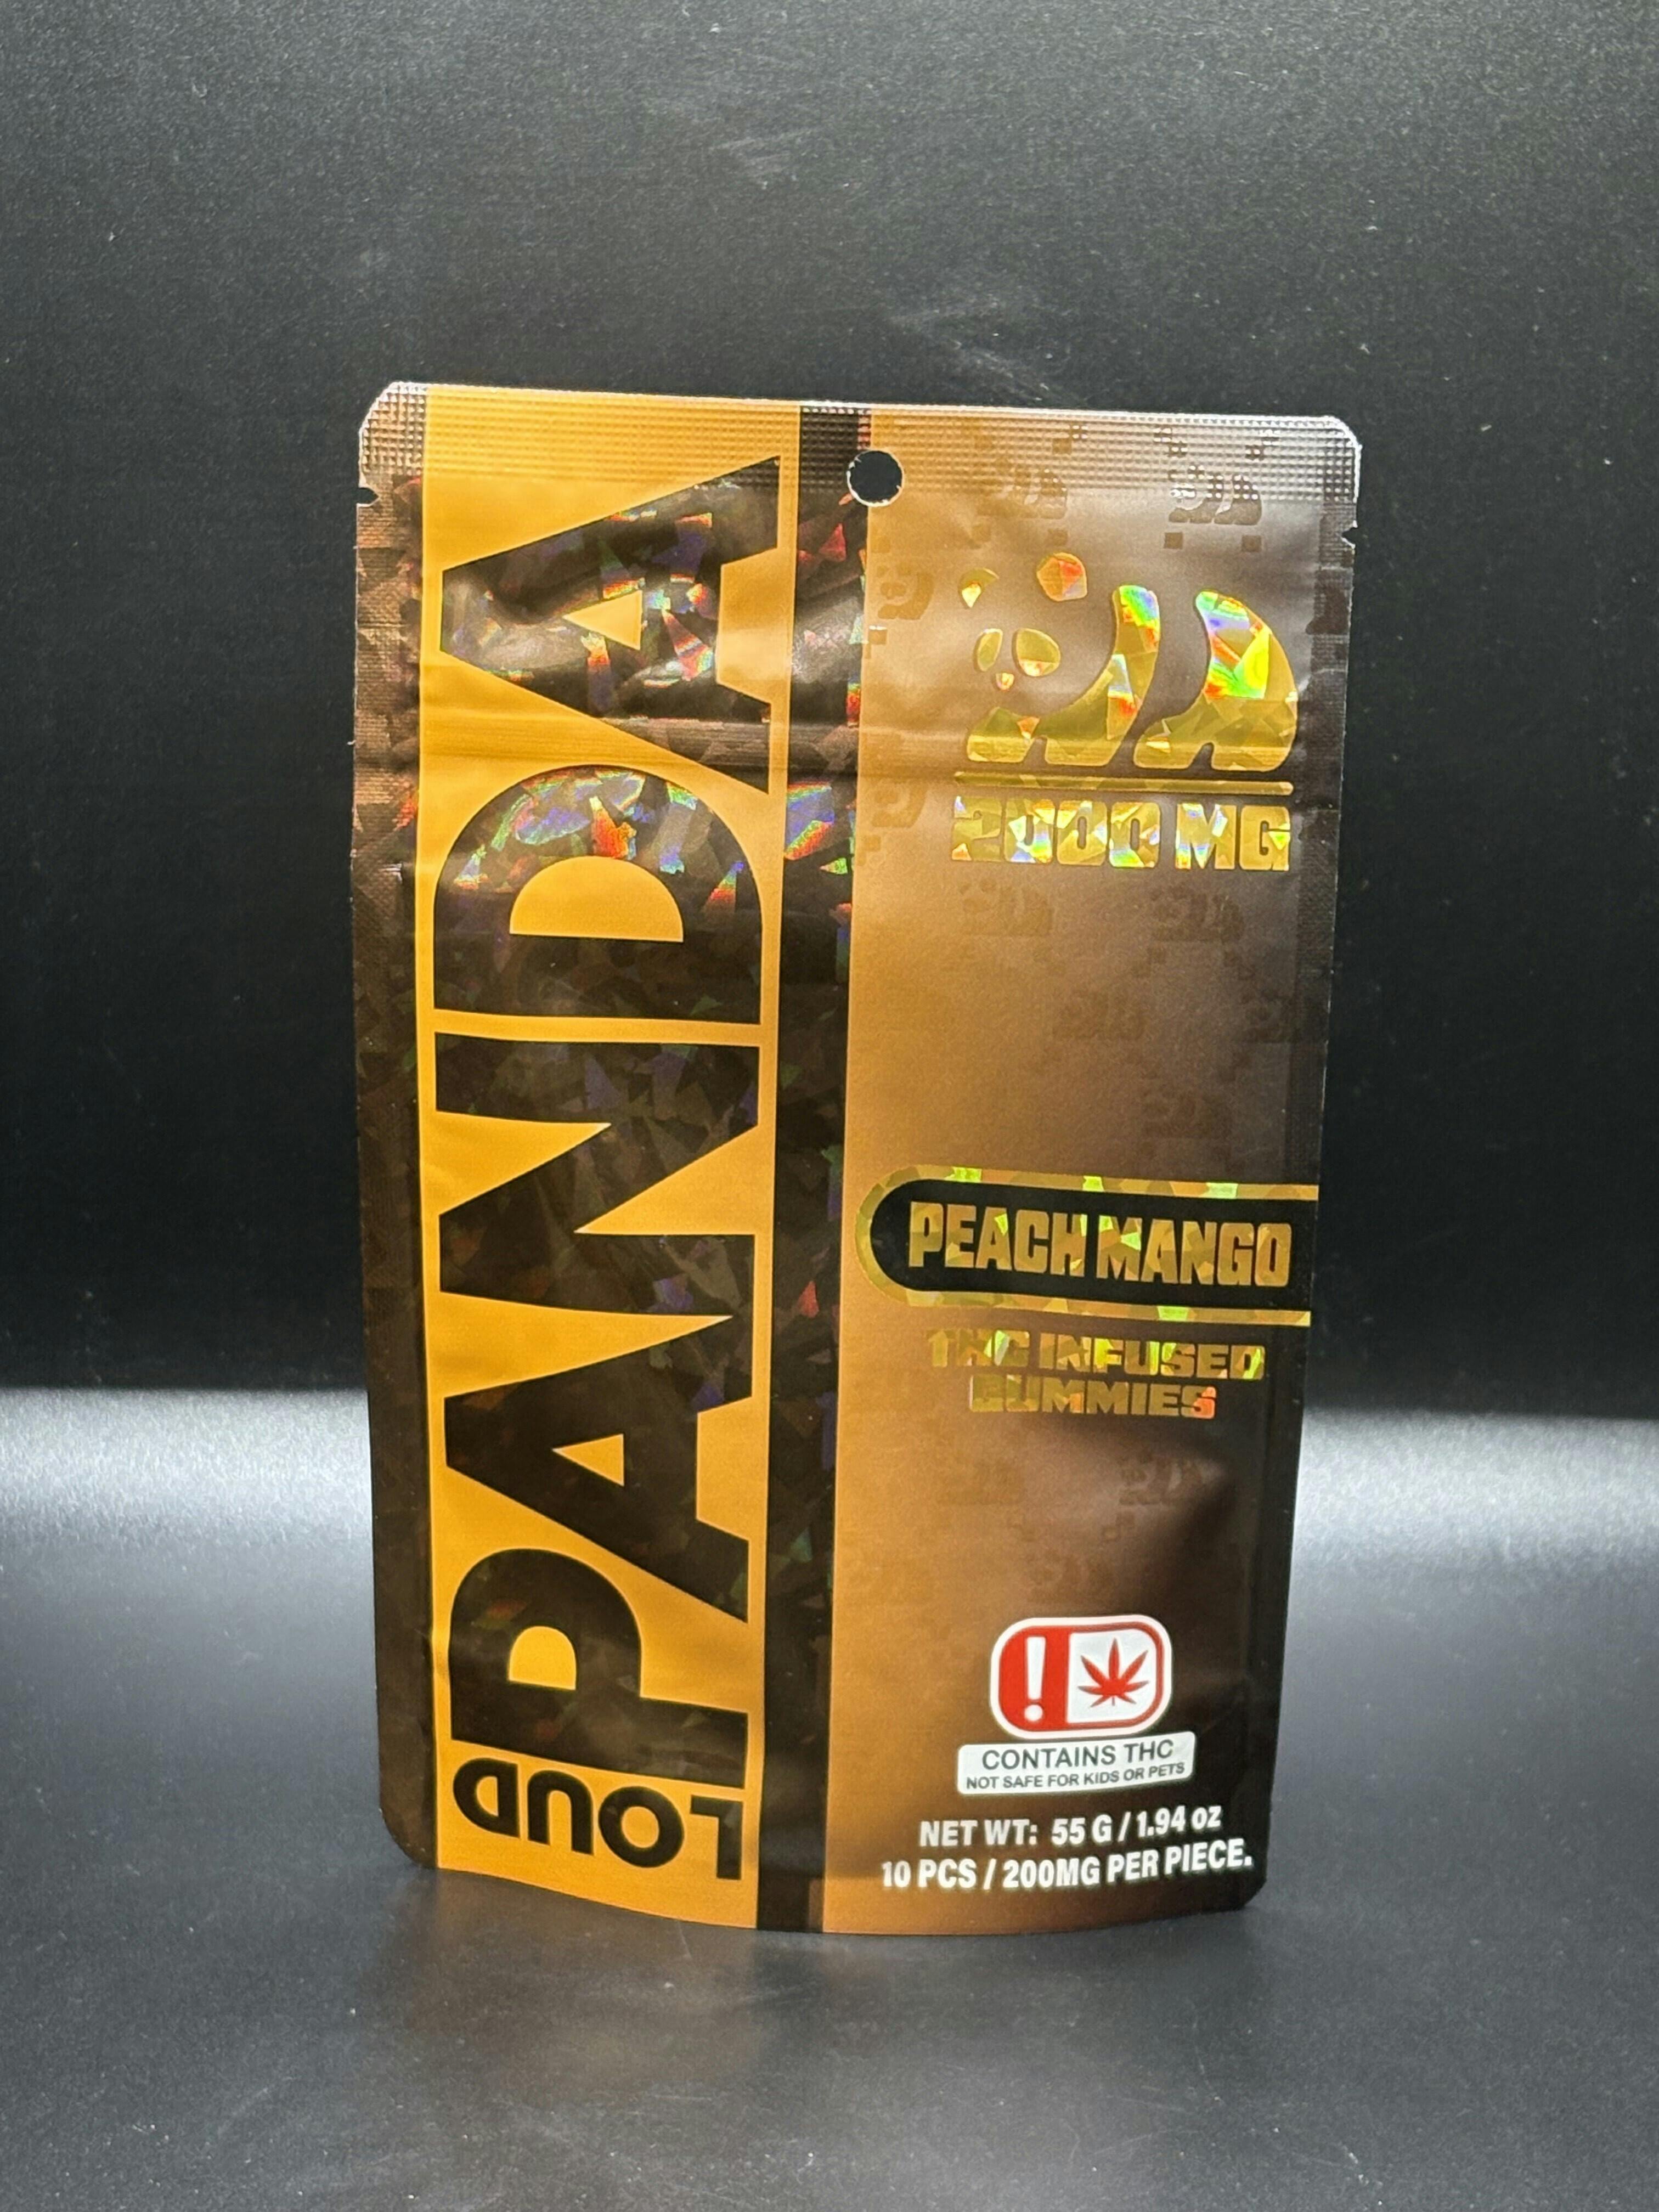 PANDA
LOUD
2000 MG
PEACH MANGO
THC INFUSED
GUMMIES
!
CONTAINS THC
NOT SAFE FOR KIDS OR PETS
NET WT: 55 G / 1.94 oz
10 PCS / 200MG PER PIECE.